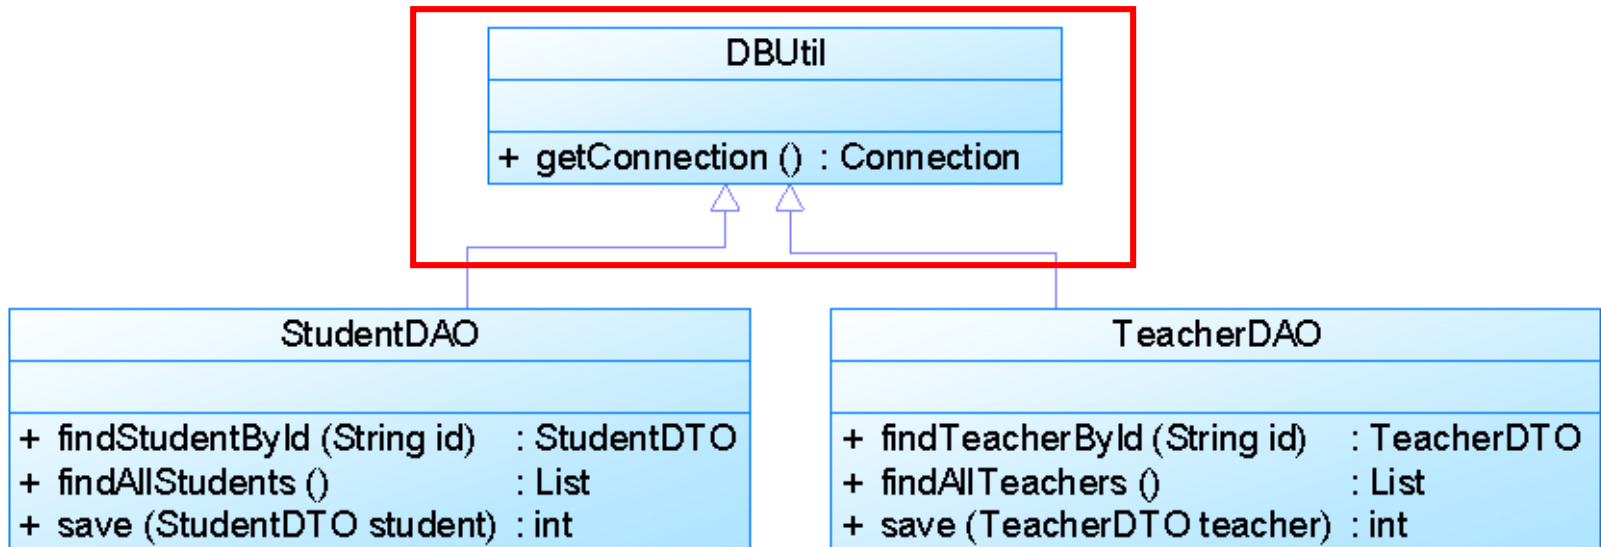 DBUtil
+ getConnection () : Connection
StudentDAO
+ findStudentById (String id) : StudentDTO
+ findAllStudents () : List
+ save (StudentDTO student) : int
TeacherDAO
+ findTeacherById (String id) : TeacherDTO
+ findAllTeachers () : List
+ save (TeacherDTO teacher) : int